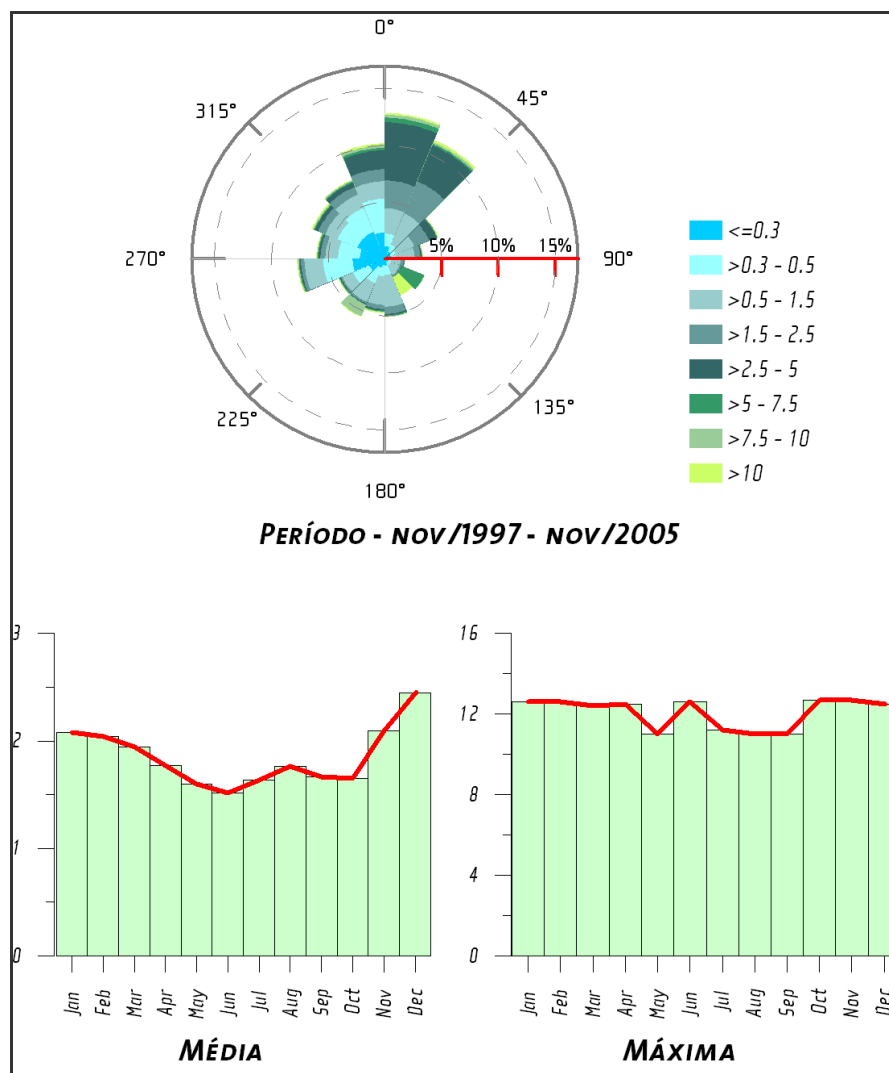 0°
315°
45°
5%
10%
15%
270°
90°
225°
135°
180°
<=0.3
>0.3 - 0.5
>0.5 - 1.5
>1.5 - 2.5
>2.5 - 5
>5 - 7.5
>7.5 - 10
>10
PERÍODO - NOV/1997 - NOV/2005
3
2
1
0
Jan
Feb
Mar
Apr
May
Jun
Jul
Aug
Sep
Oct
Nov
Dec
MÉDIA
16
12
8
4
0
Jan
Feb
Mar
Apr
May
Jun
Jul
Aug
Sep
Oct
Nov
Dec
MÁXIMA